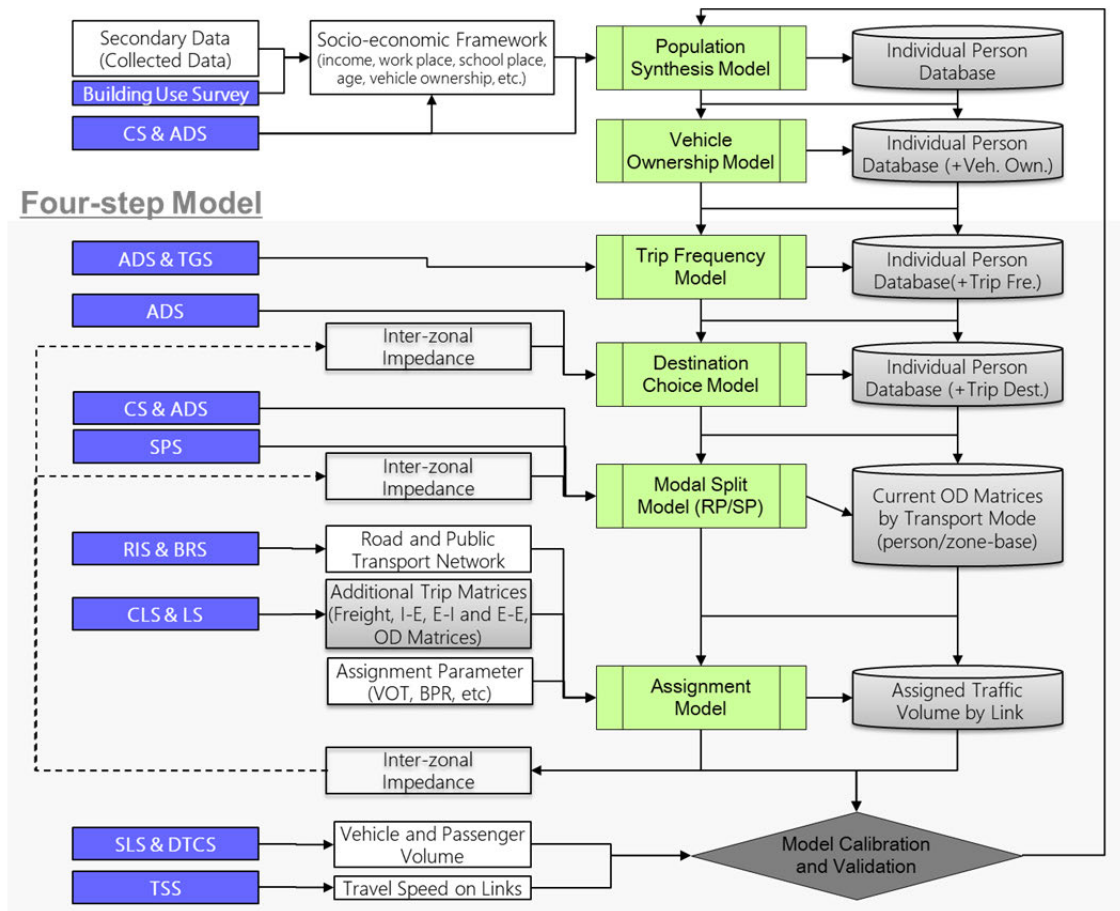 Secondary Data
(Collected Data)
Building Use Survey
CS & ADS
Socio-economic Framework
(income, work place, school place,
age, vehicle ownership, etc.)
Population
Synthesis Model
Individual Person
Database
Vehicle
Ownership Model
Individual Person
Database (+Veh. Own.)
Four-step Model
ADS & TGS
Trip Frequency
Model
Individual Person
Database(+Trip Fre.)
ADS
Inter-zonal
Impedance
Destination
Choice Model
Individual Person
Database (+Trip Dest.)
CS & ADS
SPS
Inter-zonal
Impedance
Modal Split
Model (RP/SP)
Current OD Matrices
by Transport Mode
(person/zone-base)
RIS & BRS
Road and Public
Transport Network
CLS & LS
Additional Trip Matrices
(Freight, I-E, E-I and E-E,
OD Matrices)
Assignment Parameter
(VOT, BPR, etc)
Assignment
Model
Assigned Traffic
Volume by Link
Inter-zonal
Impedance
SLS & DTCS
Vehicle and Passenger
Volume
TSS
Travel Speed on Links
Model Calibration
and Validation